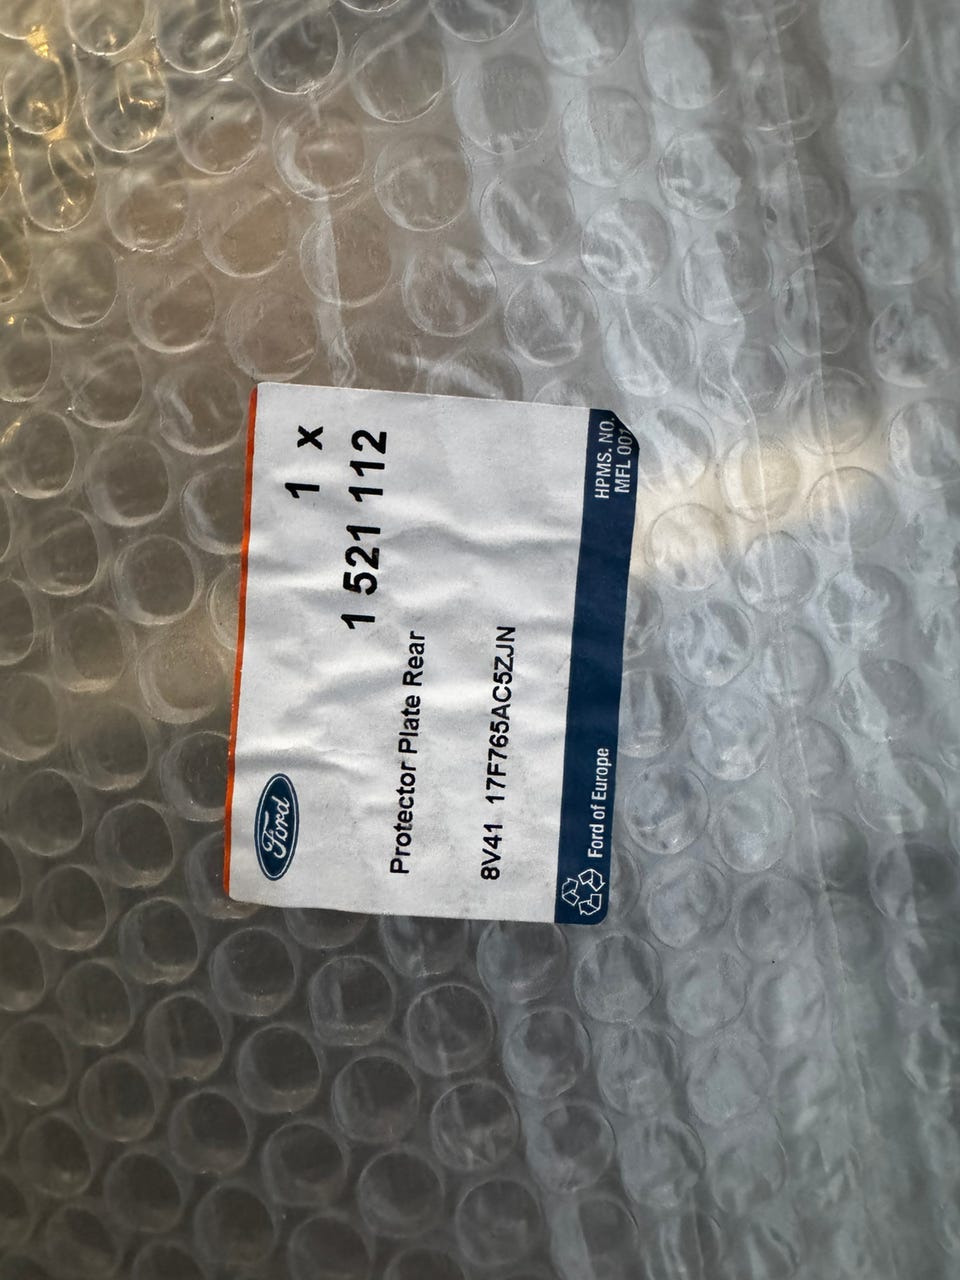 Ford
1 x
1 521 112
Protector Plate Rear
8V41 17F765AC5ZJN
Ford of Europe
HPMS. NO.
MFL 001